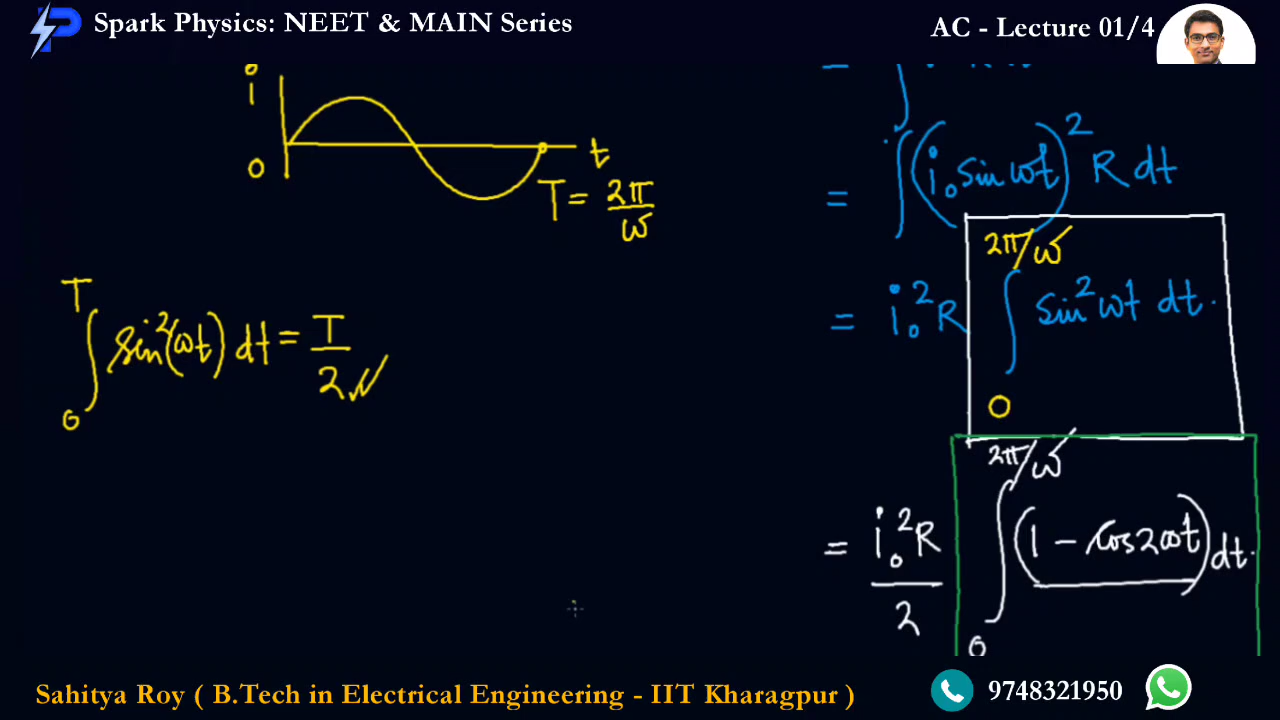 Spark Physics: NEET & MAIN Series
AC - Lecture 01/4
i
0
t
T = 2π/ω
∫₀ᵀ sin²(ωt) dt = T/2
= ∫ (i₀ sin ωt)² R dt
= i₀²R ∫₀^(2π/ω) sin²ωt dt.
= i₀²R/2 ∫₀^(2π/ω) (1 - cos2ωt) dt.
Sahitya Roy ( B.Tech in Electrical Engineering - IIT Kharagpur )
9748321950